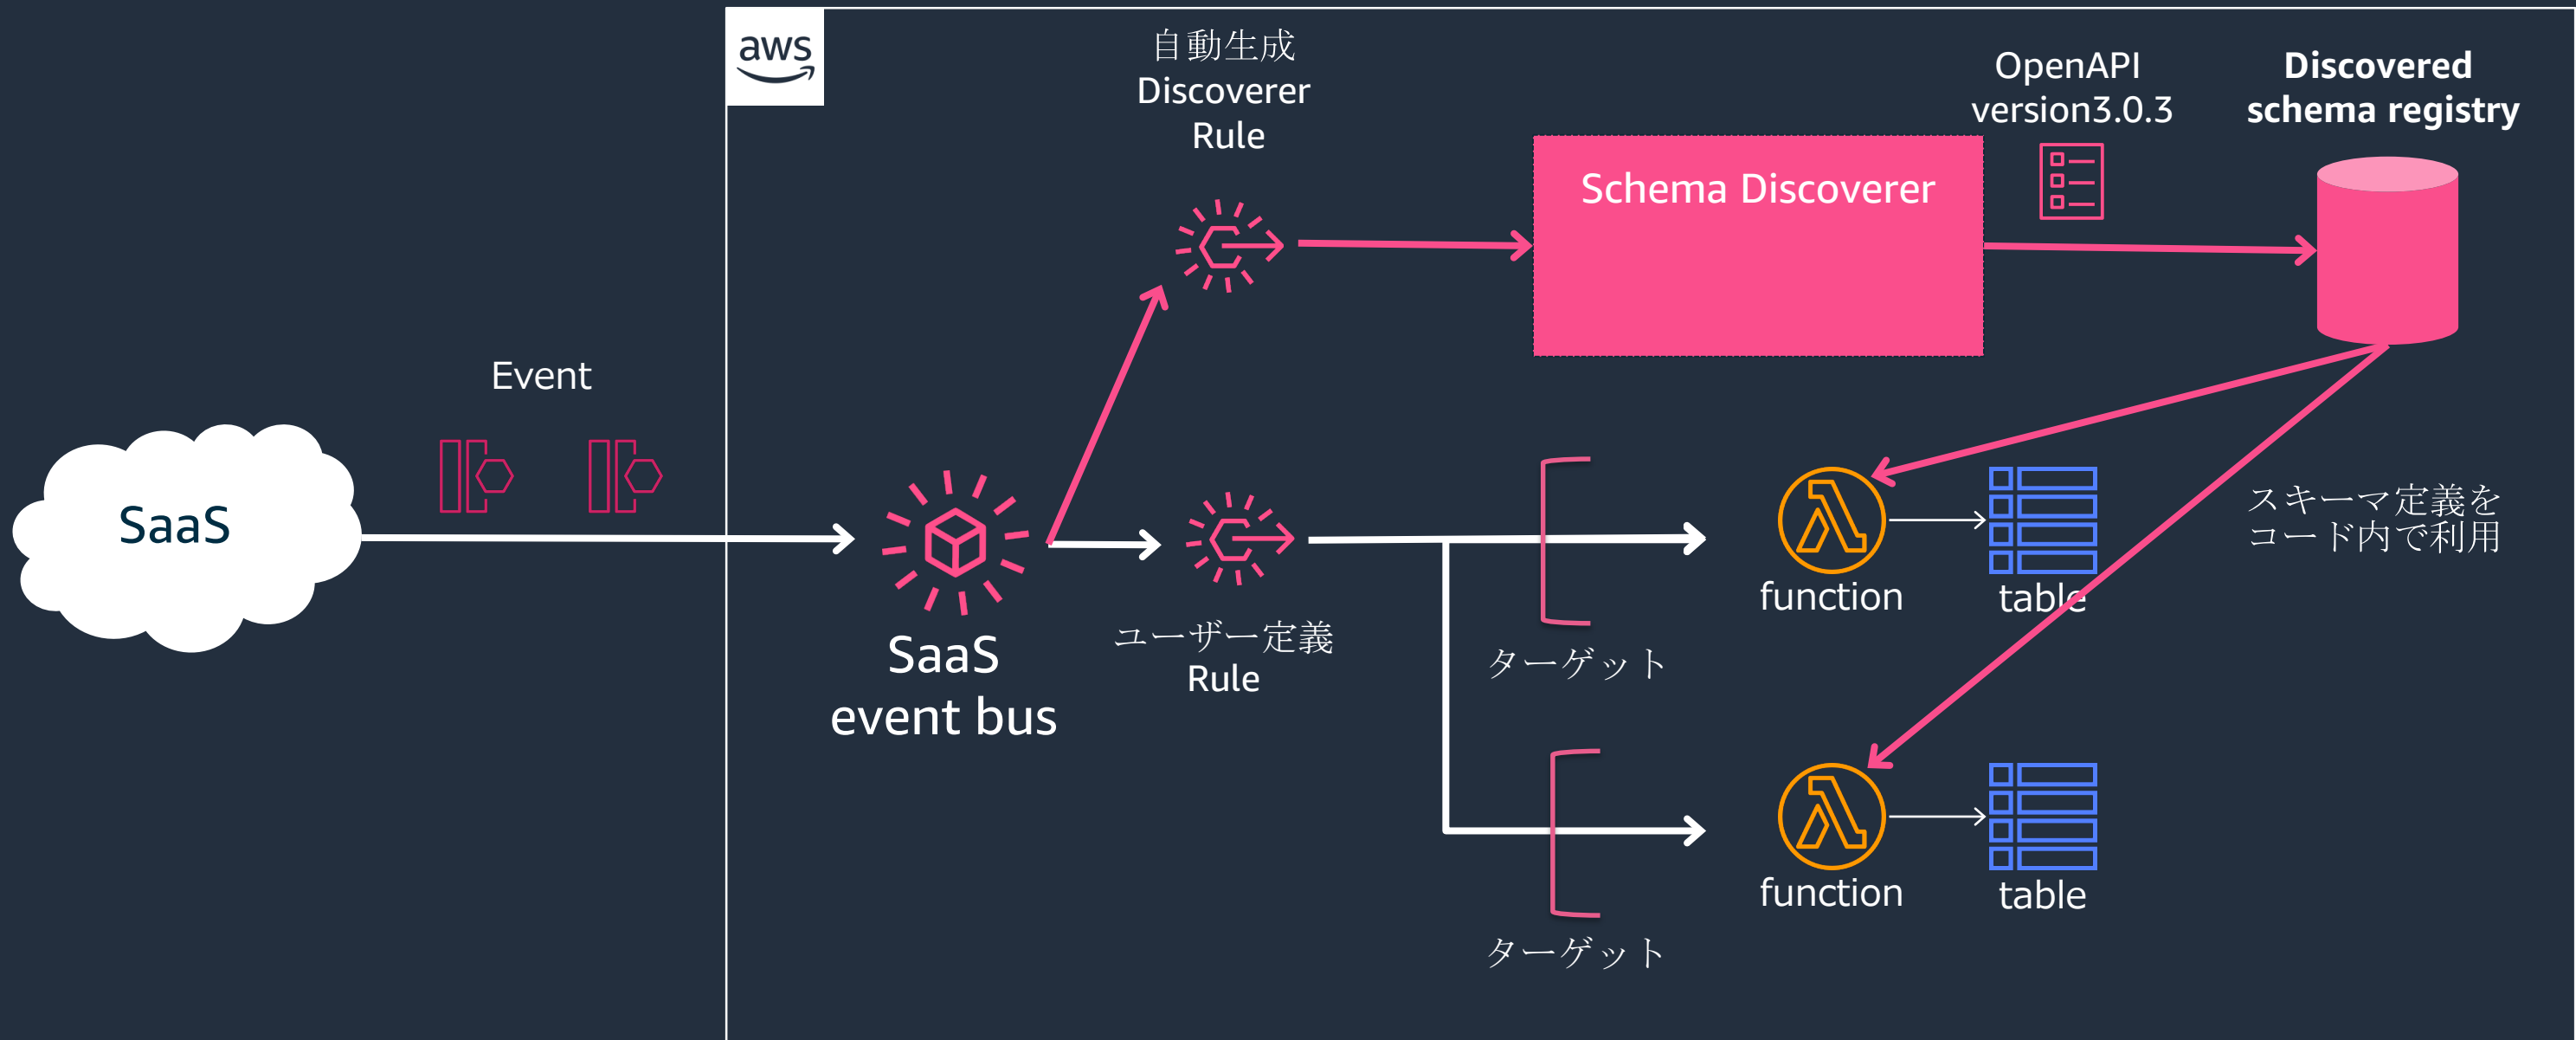 aws
自動生成
Discoverer
Rule
OpenAPI
version3.0.3
Discovered
schema registry
Schema Discoverer
Event
SaaS
SaaS
event bus
ユーザー定義
Rule
ターゲット
function
table
スキーマ定義を
コード内で利用
ターゲット
function
table